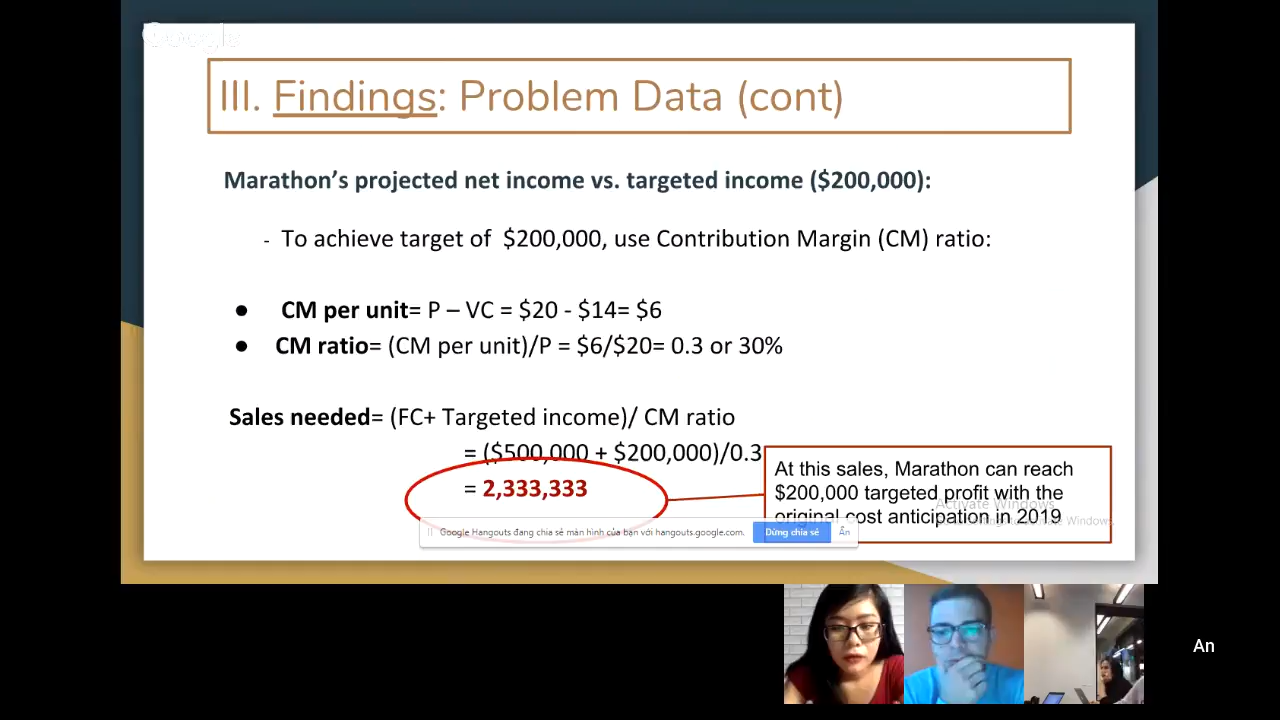 Google
III. Findings: Problem Data (cont)
Marathon’s projected net income vs. targeted income ($200,000):
- To achieve target of $200,000, use Contribution Margin (CM) ratio:
● CM per unit= P – VC = $20 - $14= $6
● CM ratio= (CM per unit)/P = $6/$20= 0.3 or 30%
Sales needed= (FC+ Targeted income)/ CM ratio
= ($500,000 + $200,000)/0.3
= 2,333,333
At this sales, Marathon can reach
$200,000 targeted profit with the
original cost anticipation in 2019
Activate Windows
Windows.
Google Hangouts đang chia sẻ màn hình của bạn với hangouts.google.com. Dừng chia sẻ Ẩn
An